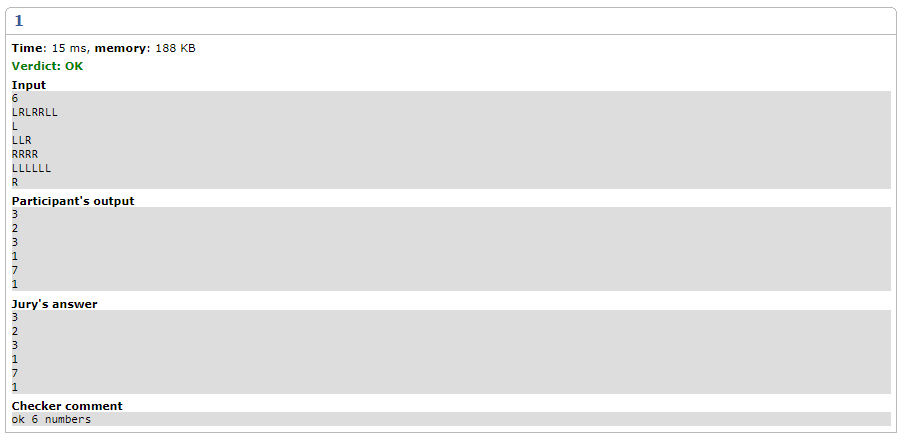 1
Time: 15 ms, memory: 188 KB
Verdict: OK
Input
6
LRLRRLL
L
LLR
RRRR
LLLLLL
R
Participant's output
3
2
3
1
7
1
Jury's answer
3
2
3
1
7
1
Checker comment
ok 6 numbers